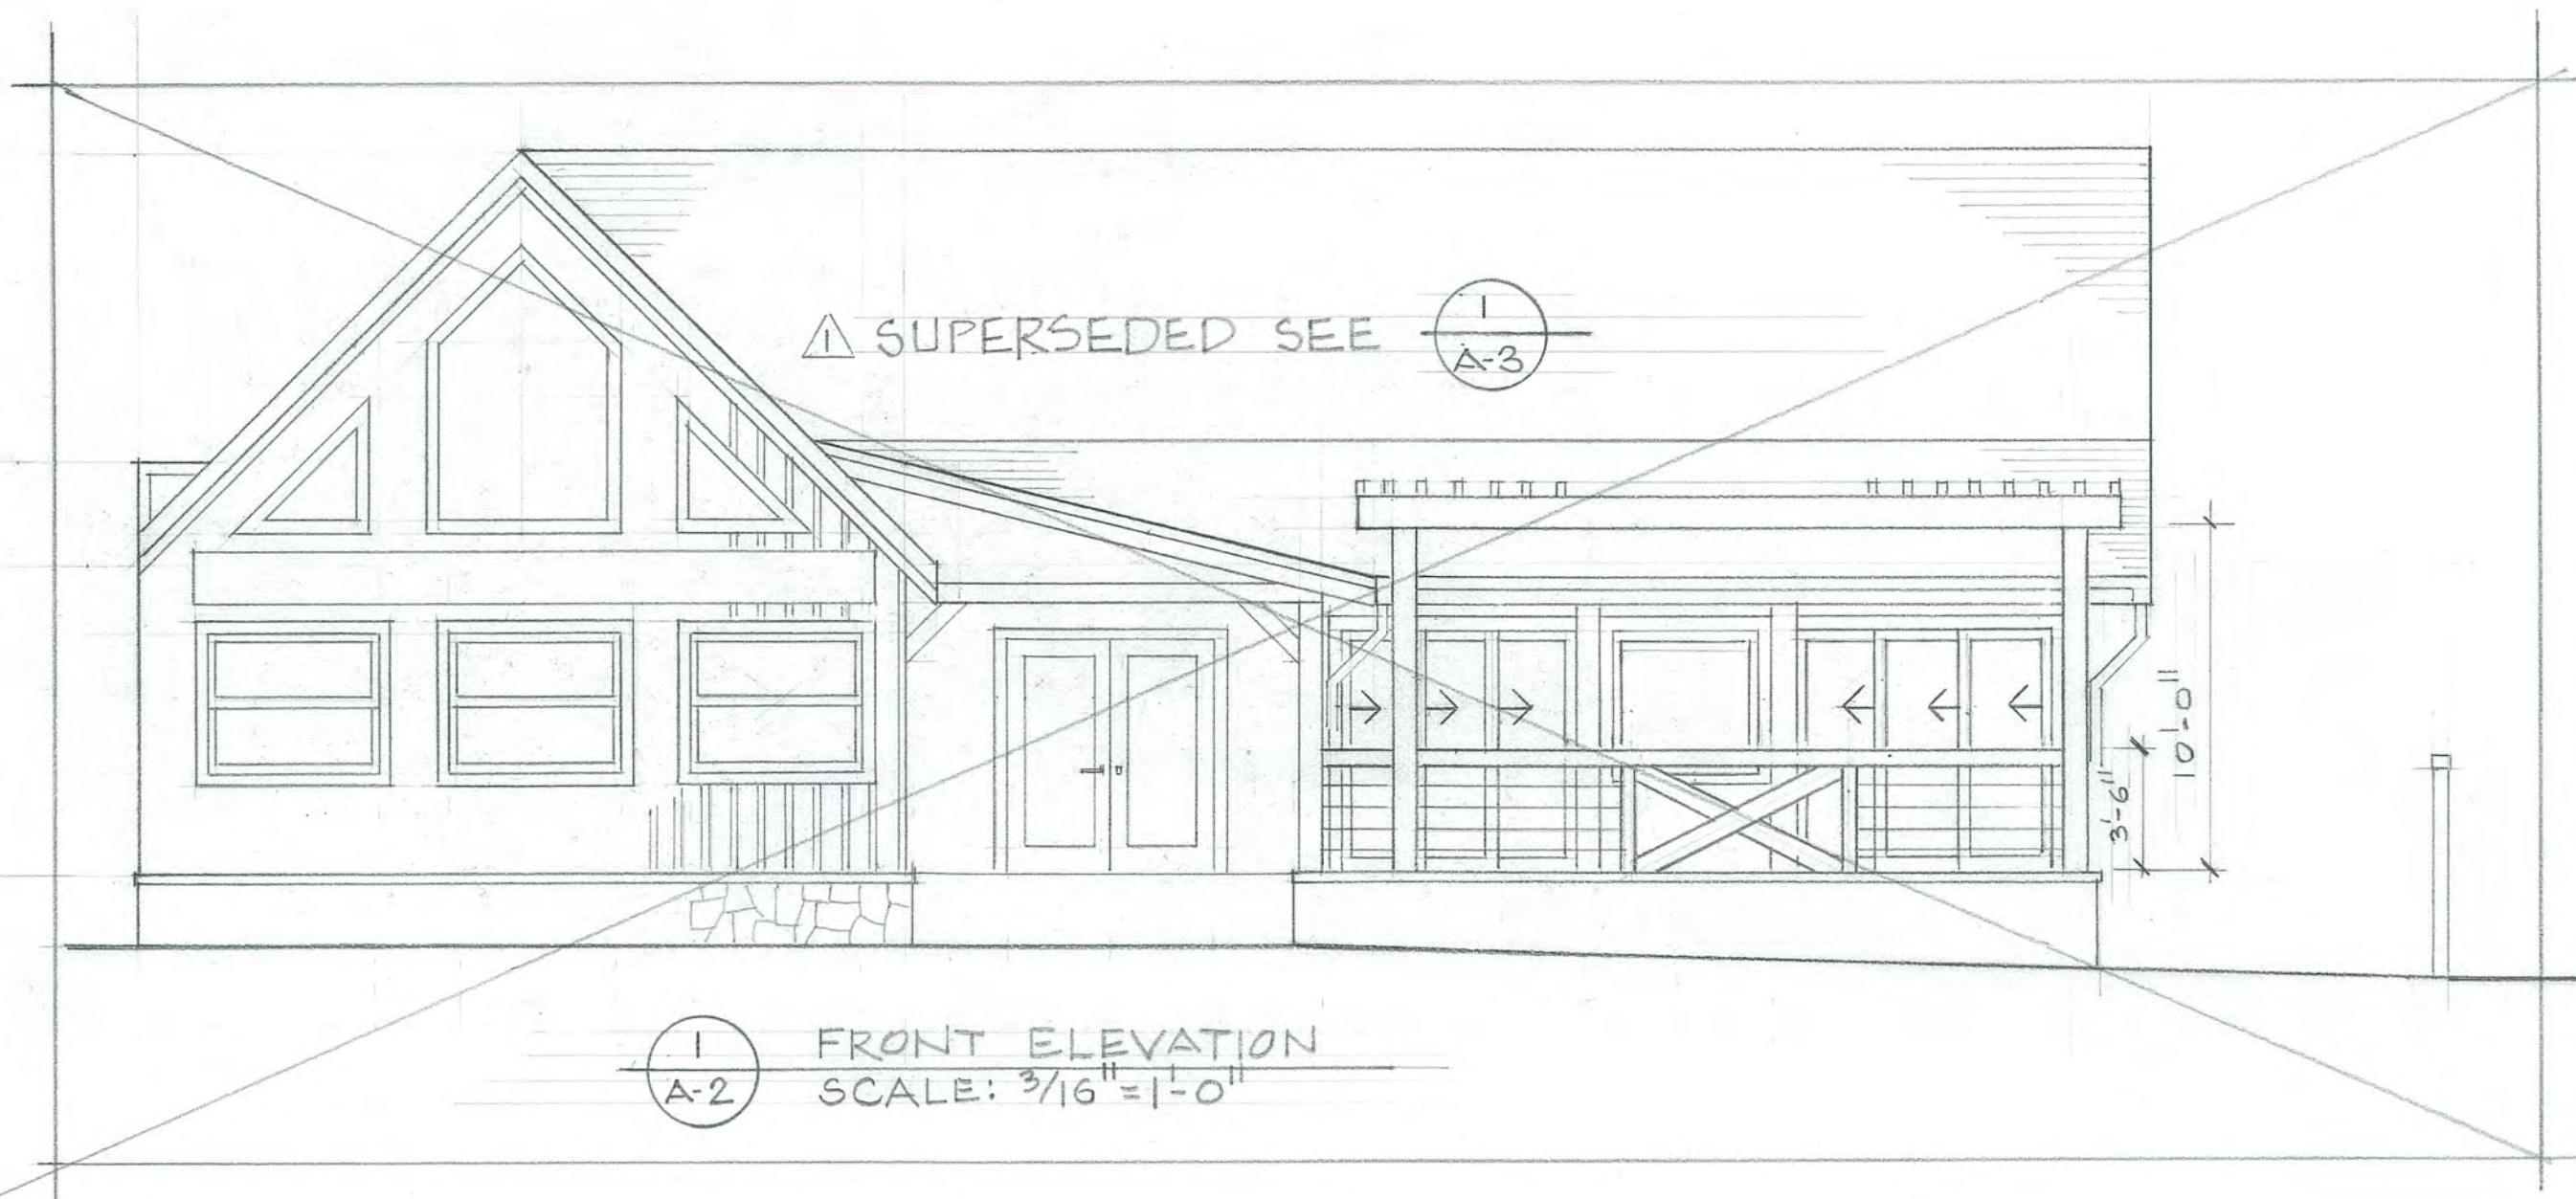 1 SUPERSEDED SEE 1
A-3
10'-0"
3'-6"
1 FRONT ELEVATION
A-2 SCALE: 3/16"=1'-0"